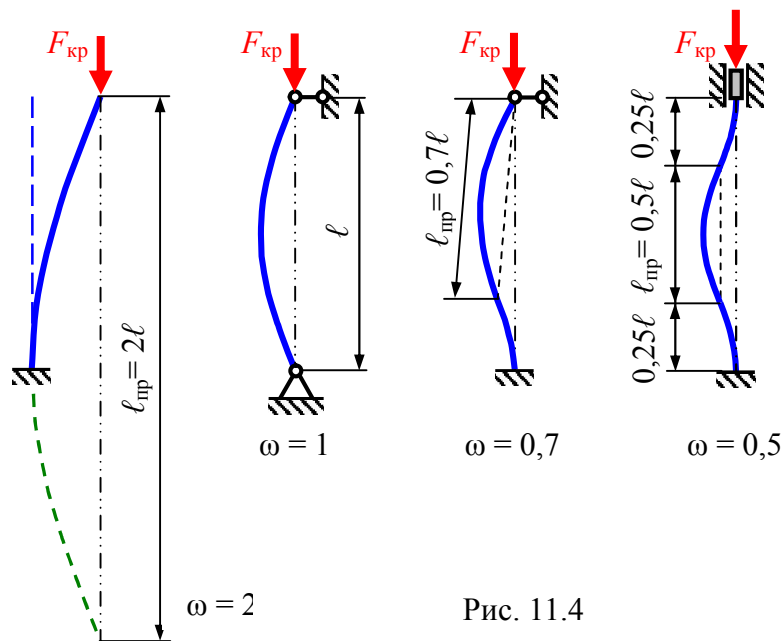 Fкр
Fкр
Fкр
Fкр
ℓпр = 2ℓ
ℓ
ℓпр = 0,7ℓ
0,25ℓ
ℓпр = 0,5ℓ
0,25ℓ
ω = 1
ω = 0,7
ω = 0,5
ω = 2
Рис. 11.4